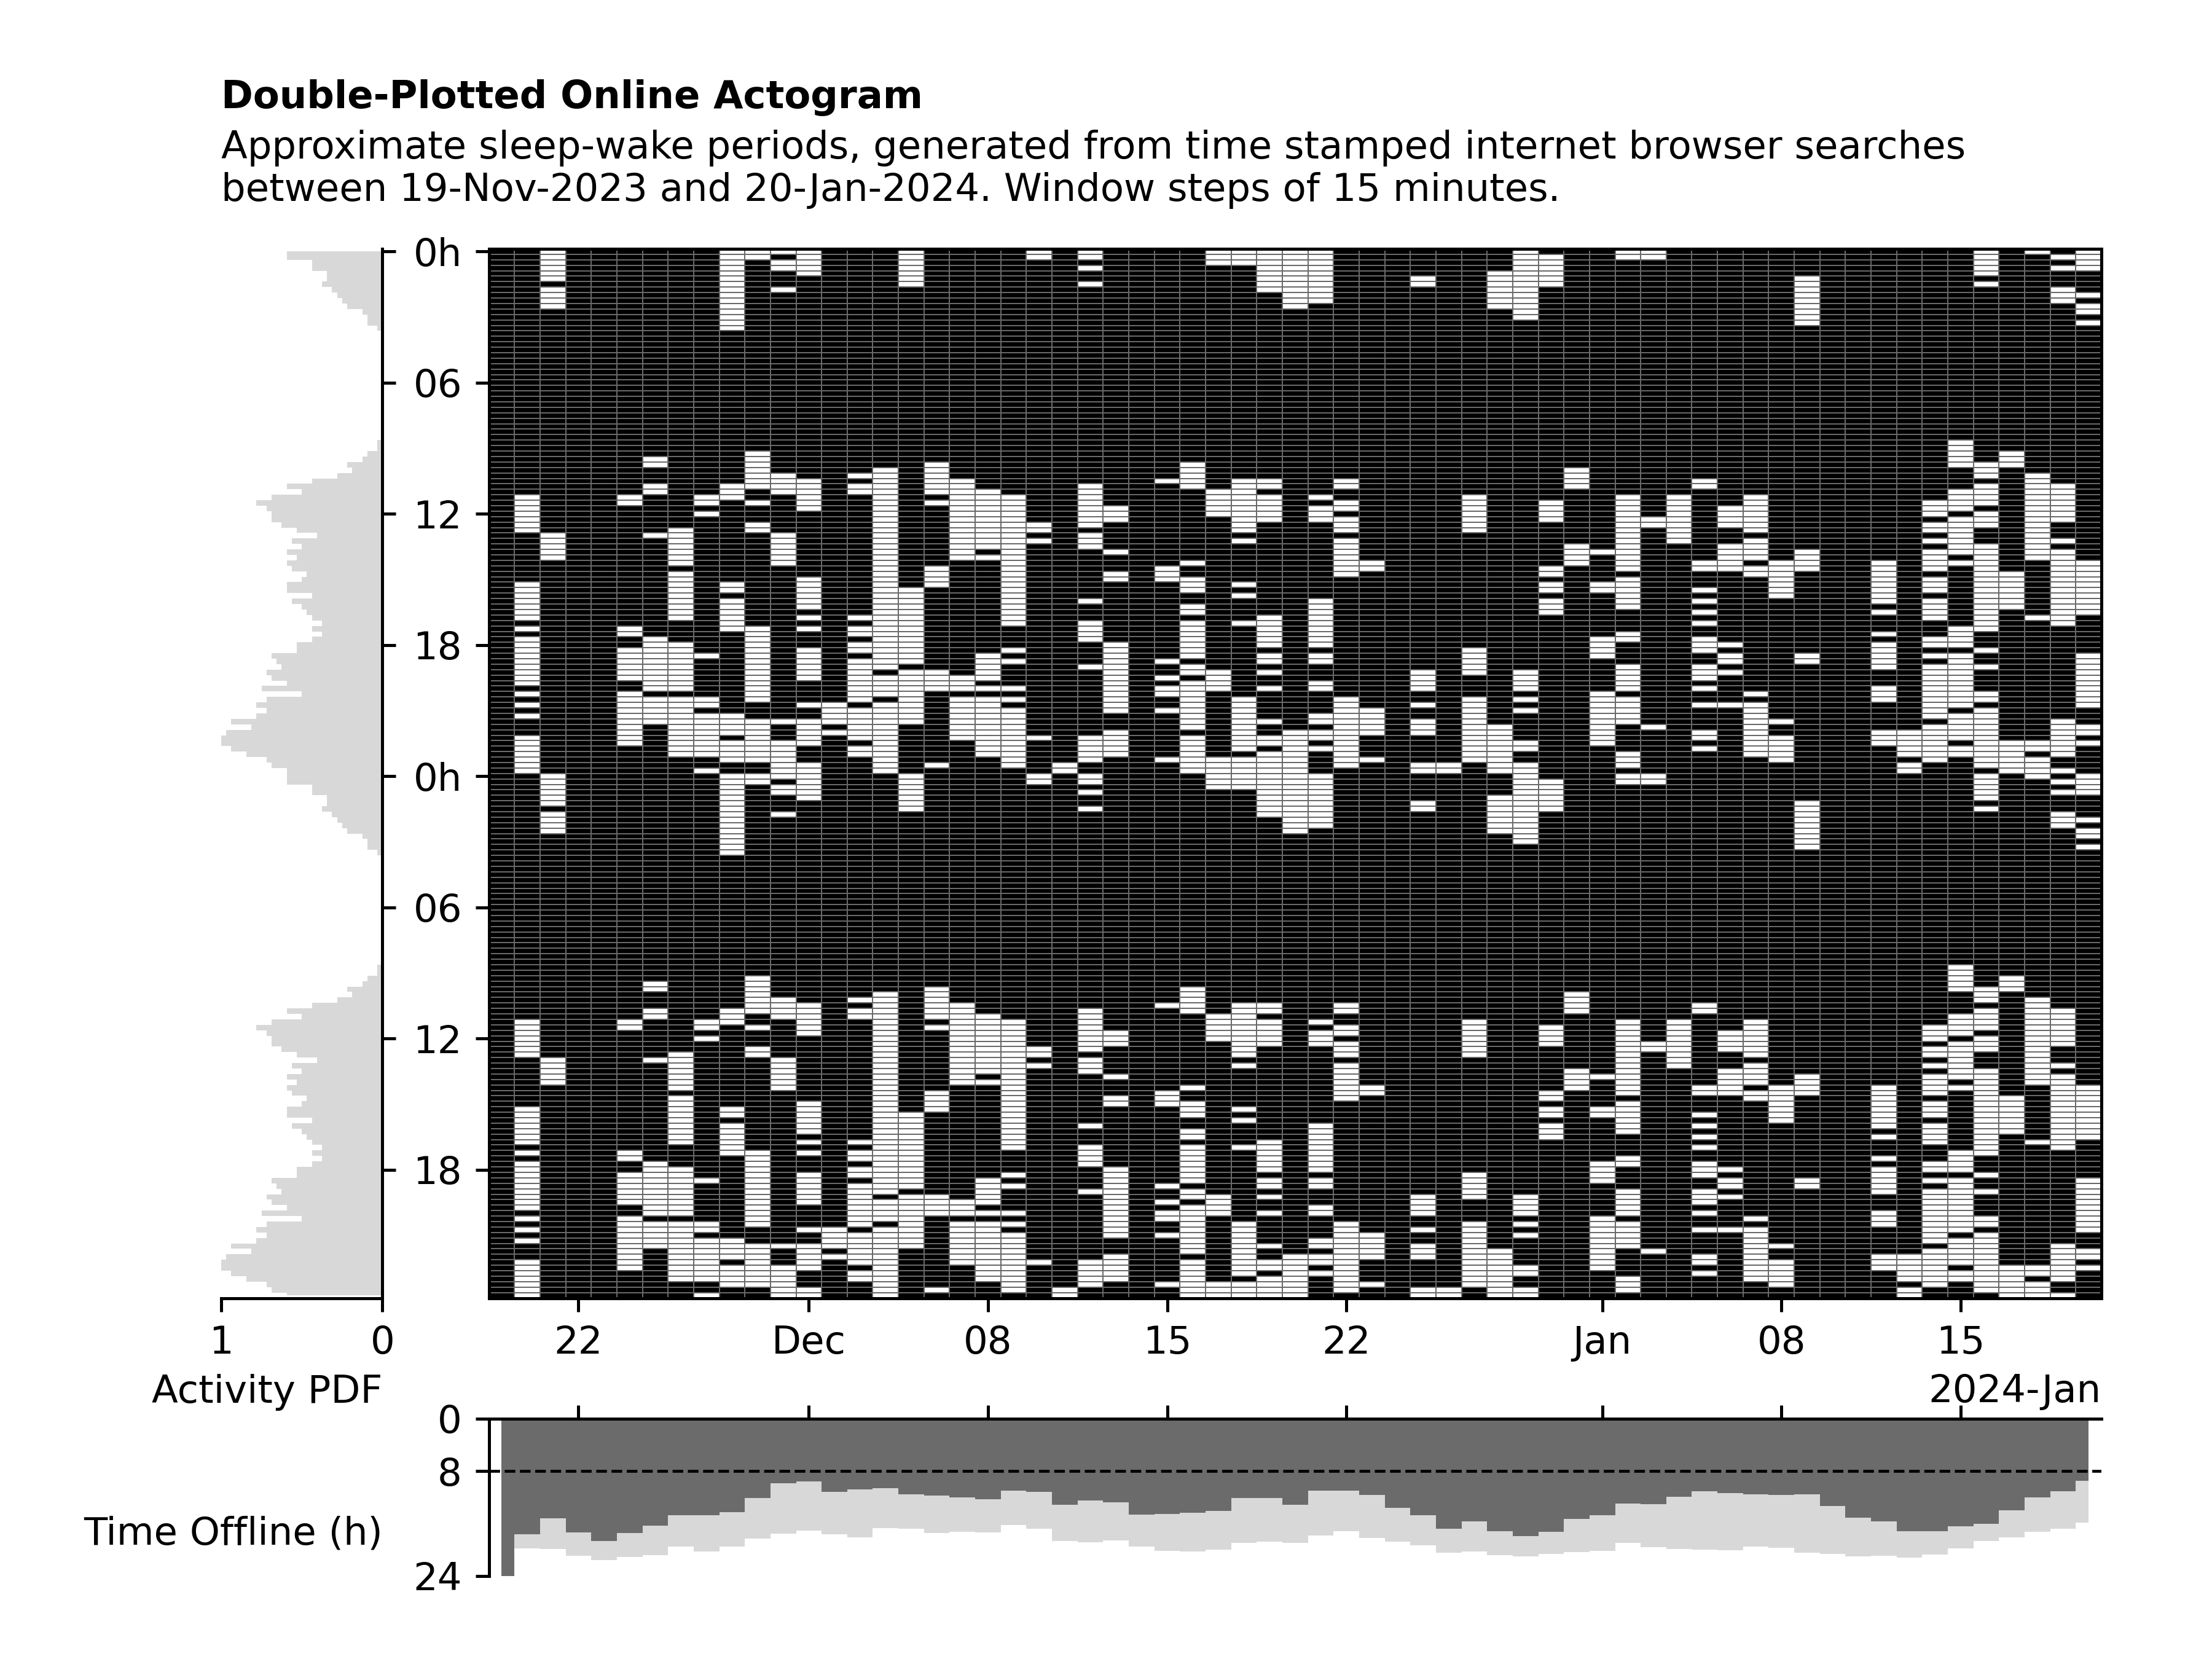 Double-Plotted Online Actogram
Approximate sleep-wake periods, generated from time stamped internet browser searches
between 19-Nov-2023 and 20-Jan-2024. Window steps of 15 minutes.
0h
06
12
18
0h
06
12
18
1 0
22 Dec 08 15 22 Jan 08 15
Activity PDF
2024-Jan
0
8
Time Offline (h)
24